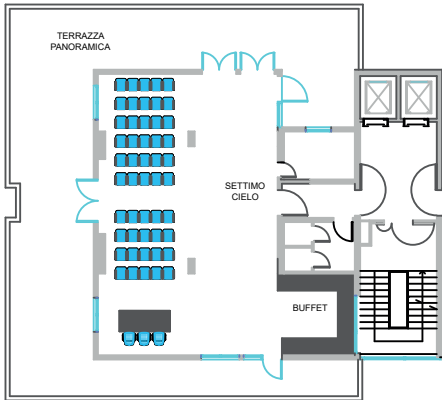 TERRAZZA
PANORAMICA
SETTIMO
CIELO
BUFFET